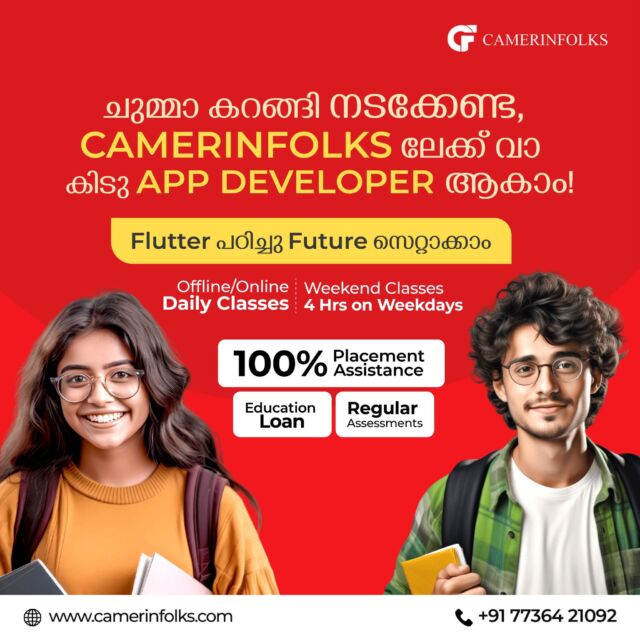 CAMERINFOLKS
ചുമ്മാ കറങ്ങി നടക്കേണ്ട,
CAMERINFOLKS ലേക്ക് വാ
കിടു APP DEVELOPER ആകാം!
Flutter പഠിച്ചു Future സെറ്റാക്കാം
Offline/Online
Daily Classes
Weekend Classes
4 Hrs on Weekdays
100% Placement
Assistance
Education
Loan
Regular
Assessments
www.camerinfolks.com
+91 77364 21092